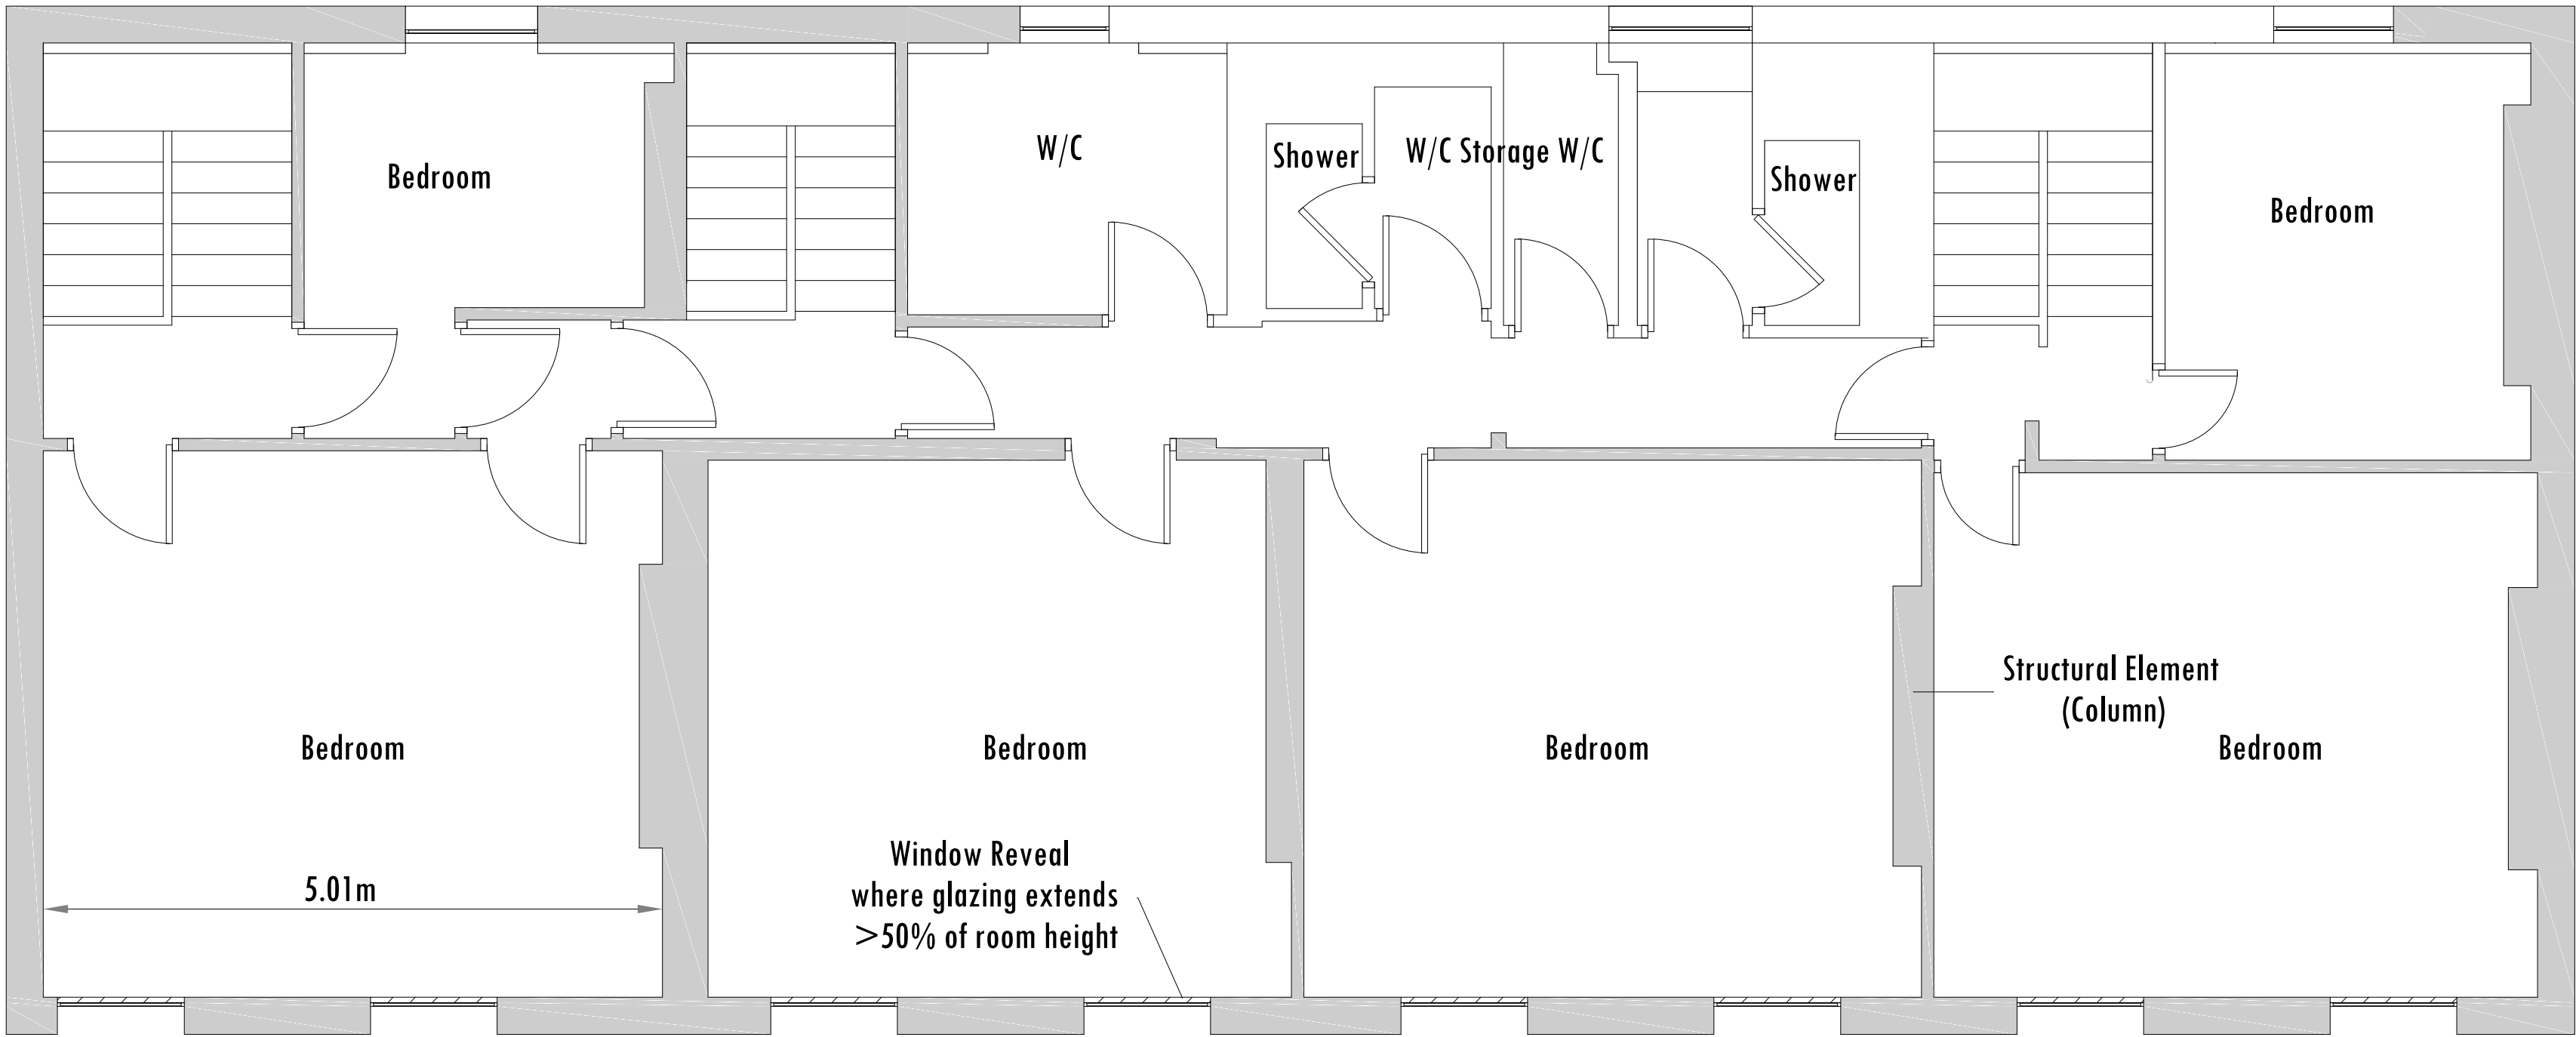 Bedroom
W/C
Shower
W/C Storage W/C
Shower
Bedroom
Structural Element
(Column)
Bedroom
Bedroom
Bedroom
Bedroom
Window Reveal
where glazing extends
>50% of room height
5.01m